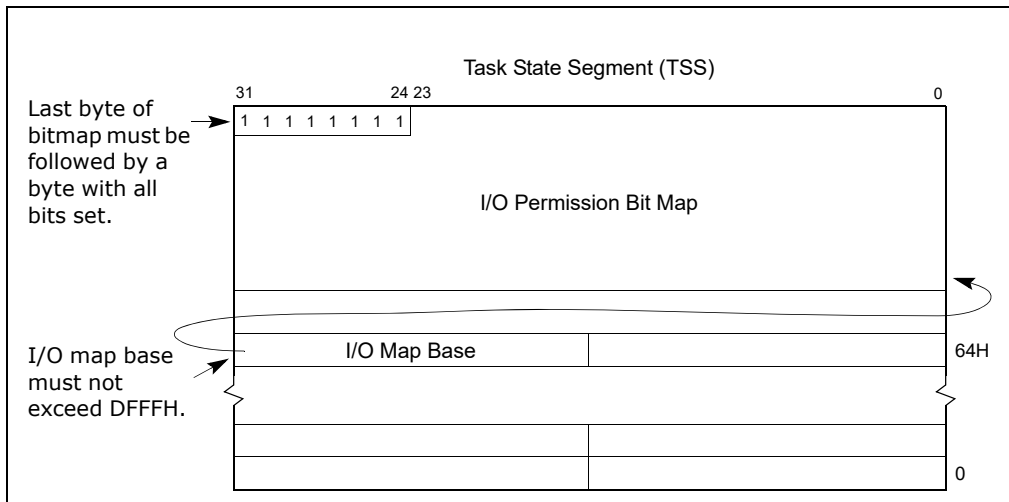 Task State Segment (TSS)
31 24 23 0
Last byte of
bitmap must be
followed by a
byte with all
bits set.
1 1 1 1 1 1 1 1
I/O Permission Bit Map
I/O map base
must not
exceed DFFFH.
I/O Map Base
64H
0